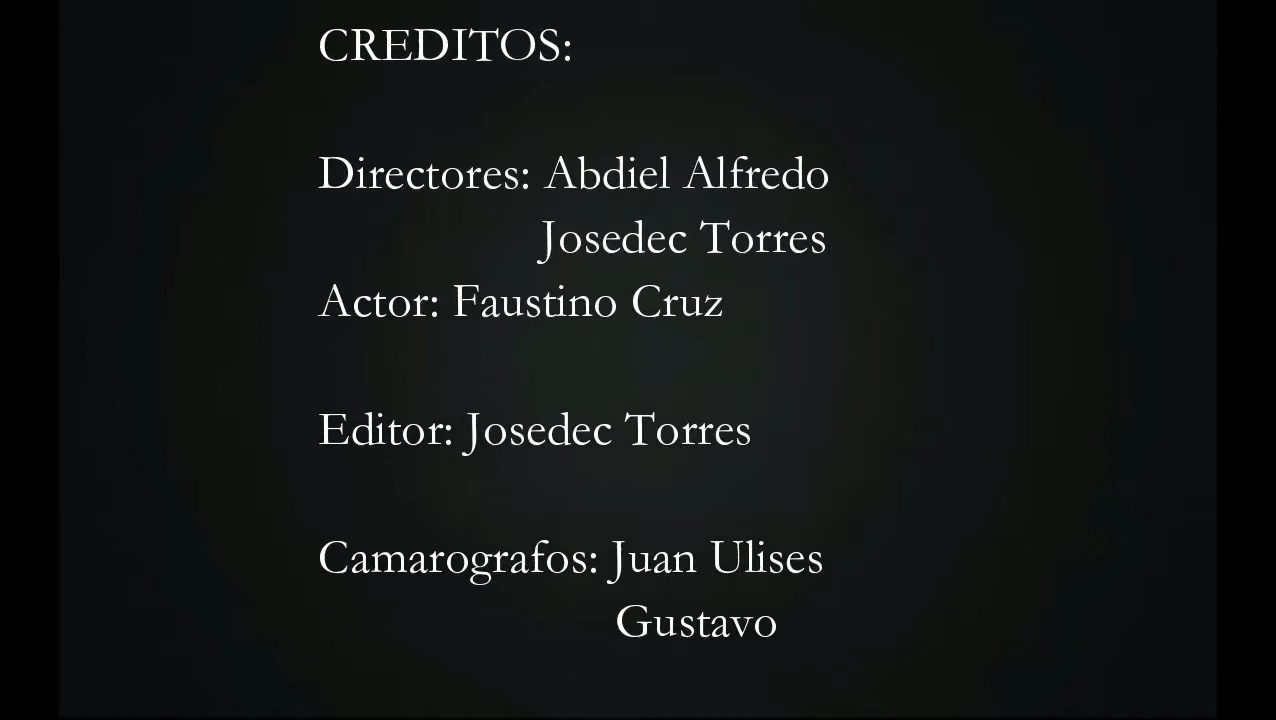 CREDITOS:
Directores: Abdiel Alfredo
Josedec Torres
Actor: Faustino Cruz
Editor: Josedec Torres
Camarografos: Juan Ulises
Gustavo